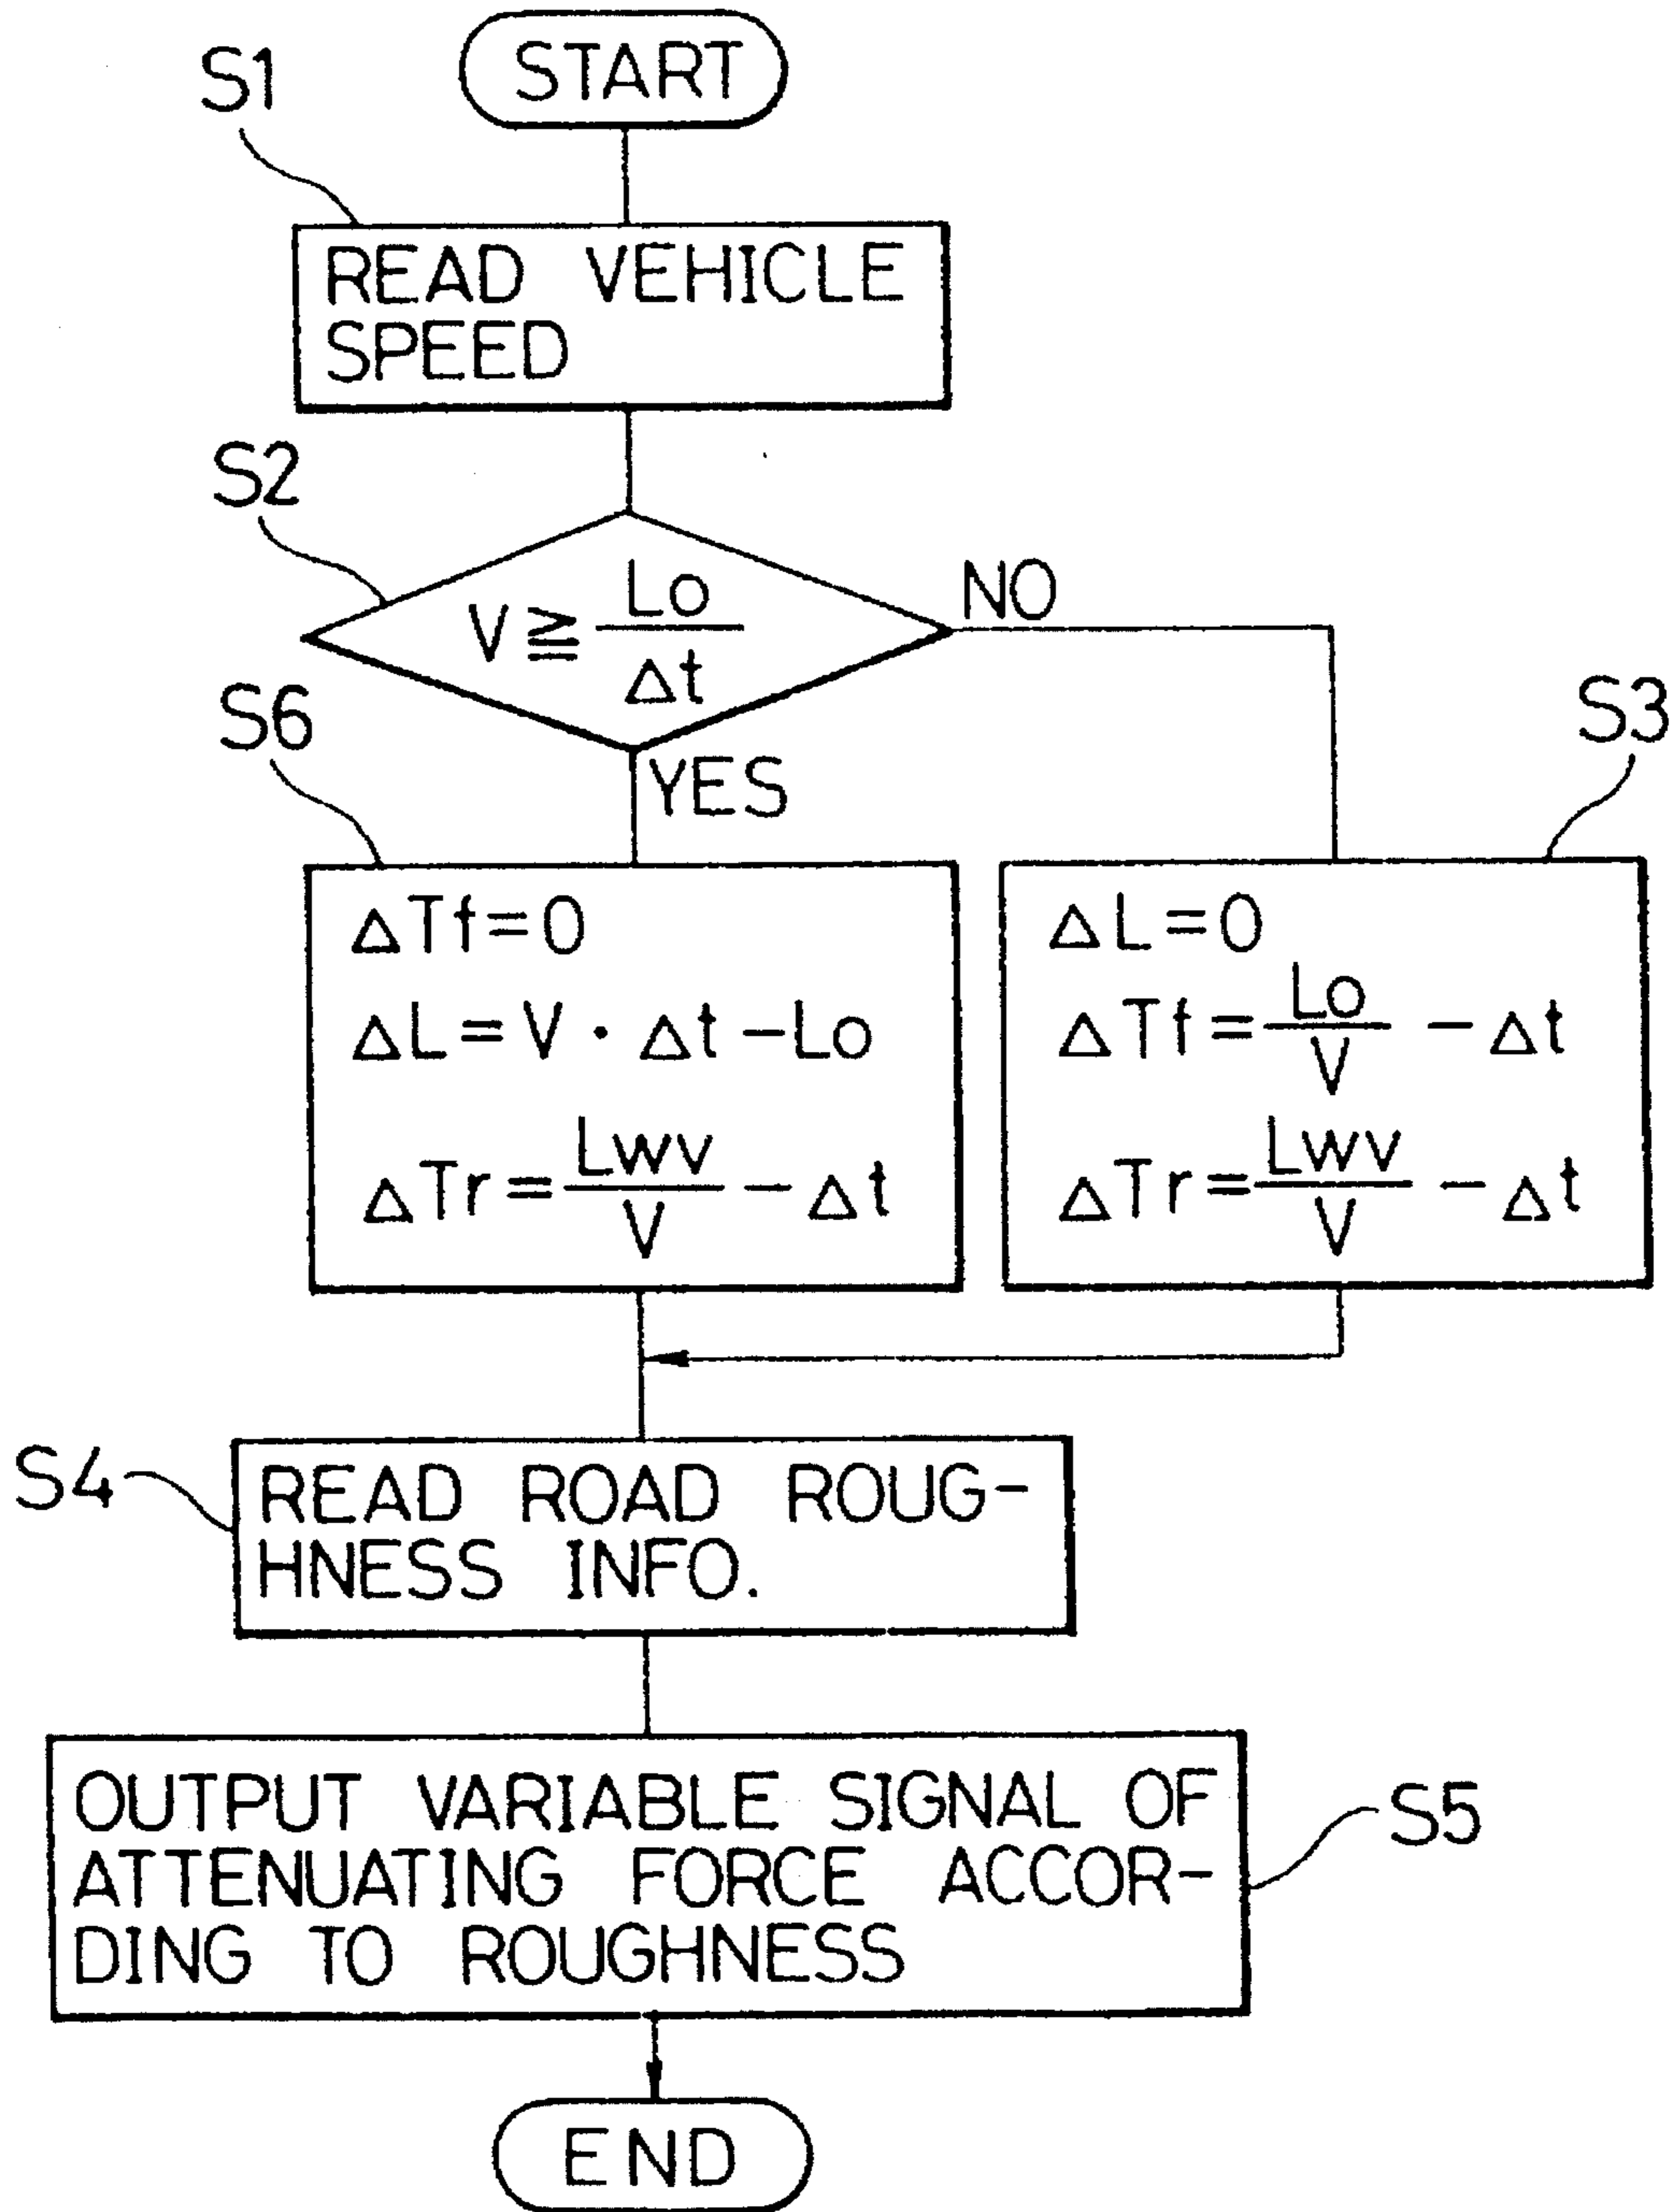 START
S1
READ VEHICLE
SPEED
S2
V ≧ Lo/Δt
NO
YES
S6
ΔTf=0
ΔL=V·Δt-Lo
ΔTr=Lwv/V-Δt
S3
ΔL=0
ΔTf=Lo/V-Δt
ΔTr=Lwv/V-Δt
S4
READ ROAD ROUG-
HNESS INFO.
OUTPUT VARIABLE SIGNAL OF
ATTENUATING FORCE ACCOR-
DING TO ROUGHNESS
S5
END